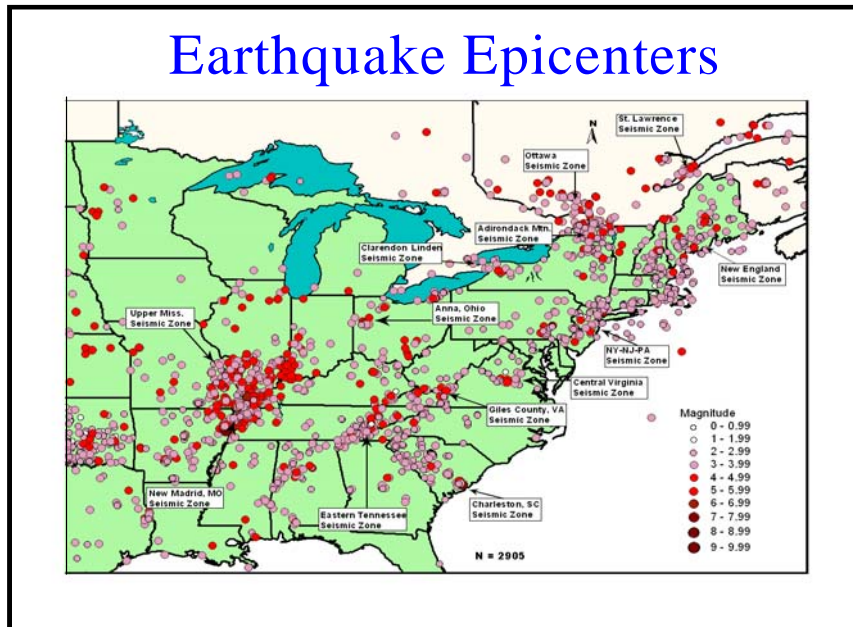 Earthquake Epicenters
St. Lawrence
Seismic Zone
N
Ottawa
Seismic Zone
Adirondack Mtn.
Seismic Zone
Clarendon Linden
Seismic Zone
New England
Seismic Zone
Upper Miss.
Seismic Zone
Anna, Ohio
Seismic Zone
NY-NJ-PA
Seismic Zone
Central Virginia
Seismic Zone
Giles County, VA
Seismic Zone
New Madrid, MO
Seismic Zone
Eastern Tennessee
Seismic Zone
Charleston, SC
Seismic Zone
N = 2905
Magnitude
0 - 0.99
1 - 1.99
2 - 2.99
3 - 3.99
4 - 4.99
5 - 5.99
6 - 6.99
7 - 7.99
8 - 8.99
9 - 9.99